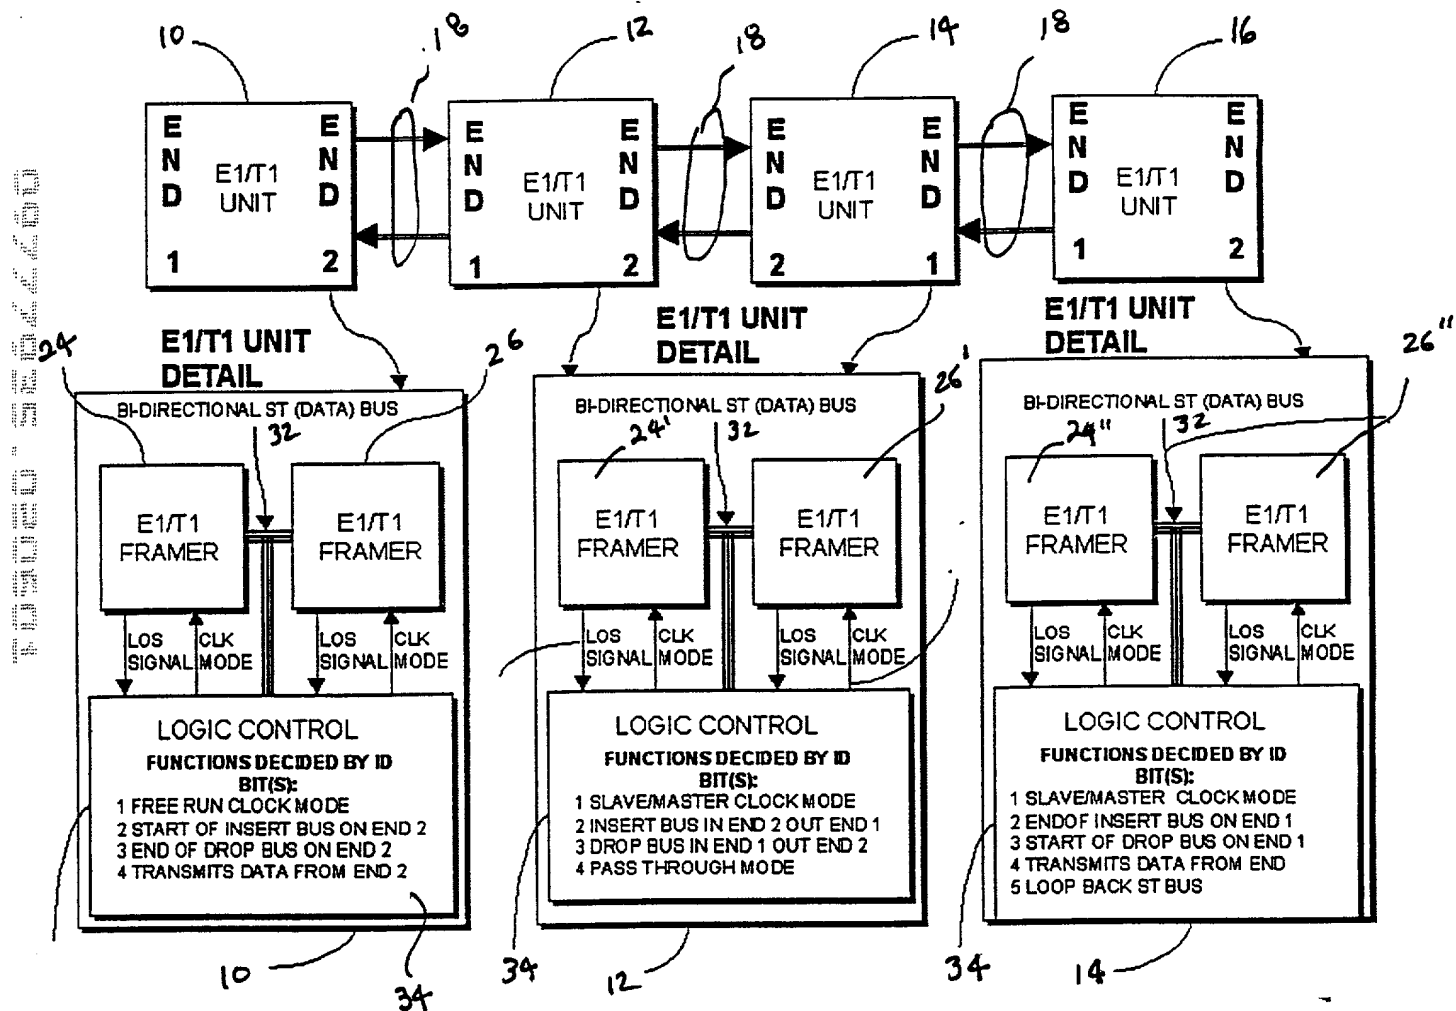 10
18
12
18
14
18
16
END 1
E1/T1 UNIT
END 2
END 1
E1/T1 UNIT
END 2
END 2
E1/T1 UNIT
END 1
END 1
E1/T1 UNIT
END 2
E1/T1 UNIT DETAIL
24
26
BI-DIRECTIONAL ST (DATA) BUS
32
E1/T1 FRAMER
E1/T1 FRAMER
LOS SIGNAL
CLK MODE
LOS SIGNAL
CLK MODE
LOGIC CONTROL
FUNCTIONS DECIDED BY ID
BIT(S):
1 FREE RUN CLOCK MODE
2 START OF INSERT BUS ON END 2
3 END OF DROP BUS ON END 2
4 TRANSMITS DATA FROM END 2
10
34
E1/T1 UNIT DETAIL
26'
BI-DIRECTIONAL ST (DATA) BUS
24'
32
E1/T1 FRAMER
E1/T1 FRAMER
LOS SIGNAL
CLK MODE
LOS SIGNAL
CLK MODE
LOGIC CONTROL
FUNCTIONS DECIDED BY ID
BIT(S):
1 SLAVE/MASTER CLOCK MODE
2 INSERT BUS IN END 2 OUT END 1
3 DROP BUS IN END 1 OUT END 2
4 PASS THROUGH MODE
34
12
E1/T1 UNIT DETAIL
26"
BI-DIRECTIONAL ST (DATA) BUS
24"
32
E1/T1 FRAMER
E1/T1 FRAMER
LOS SIGNAL
CLK MODE
LOS SIGNAL
CLK MODE
LOGIC CONTROL
FUNCTIONS DECIDED BY ID
BIT(S):
1 SLAVE/MASTER CLOCK MODE
2 ENDOF INSERT BUS ON END 1
3 START OF DROP BUS ON END 1
4 TRANSMITS DATA FROM END
5 LOOP BACK ST BUS
34
14